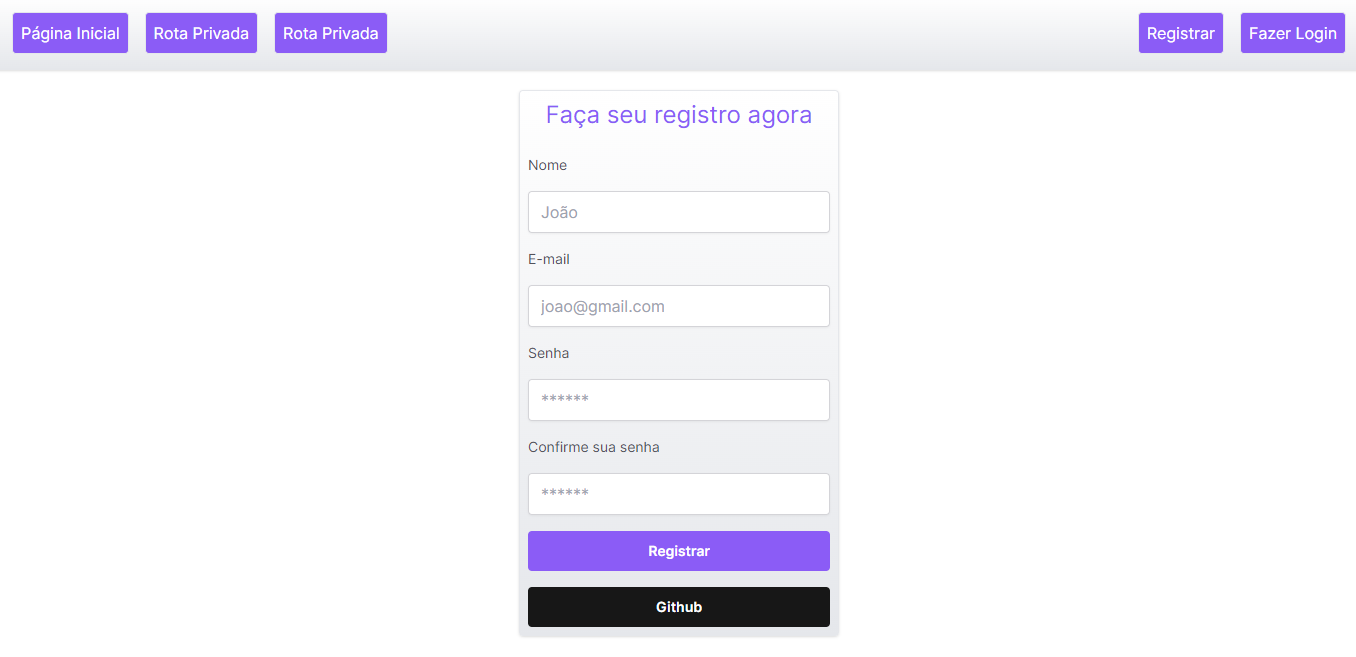 Página Inicial Rota Privada Rota Privada Registrar Fazer Login
Faça seu registro agora
Nome
João
E-mail
joao@gmail.com
Senha
******
Confirme sua senha
******
Registrar
Github